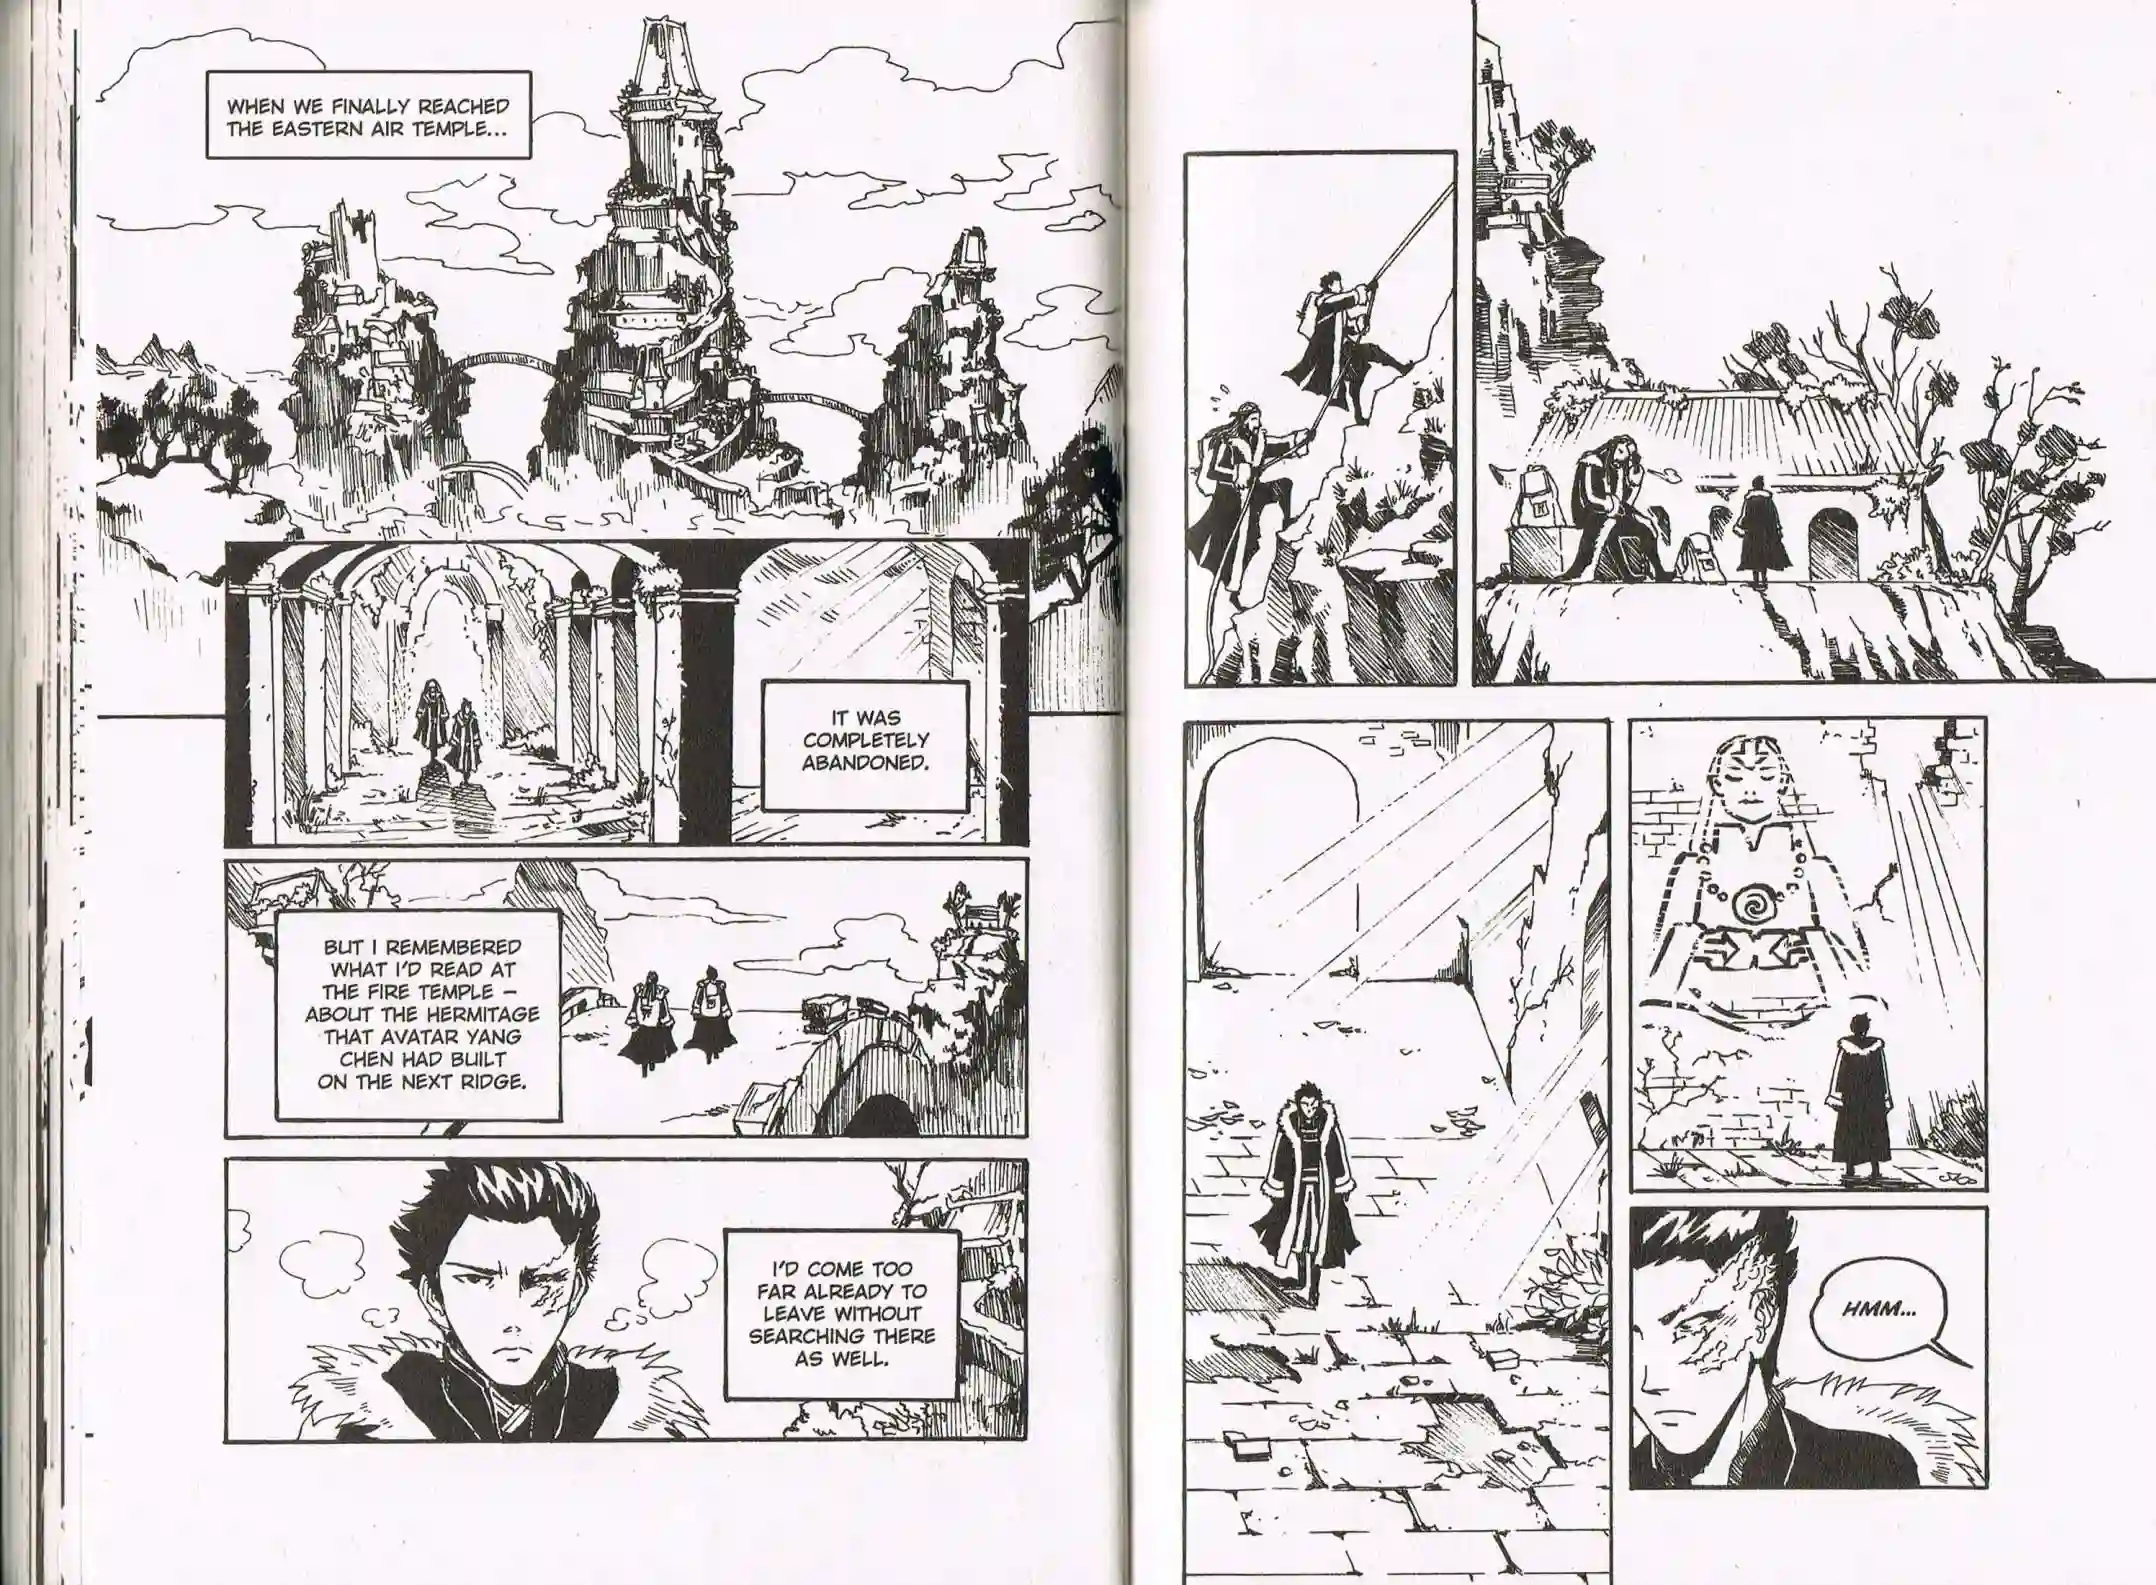 WHEN WE FINALLY REACHED
THE EASTERN AIR TEMPLE...
IT WAS
COMPLETELY
ABANDONED.
BUT I REMEMBERED
WHAT I'D READ AT
THE FIRE TEMPLE –
ABOUT THE HERMITAGE
THAT AVATAR YANG
CHEN HAD BUILT
ON THE NEXT RIDGE.
I'D COME TOO
FAR ALREADY TO
LEAVE WITHOUT
SEARCHING THERE
AS WELL.
HMM...